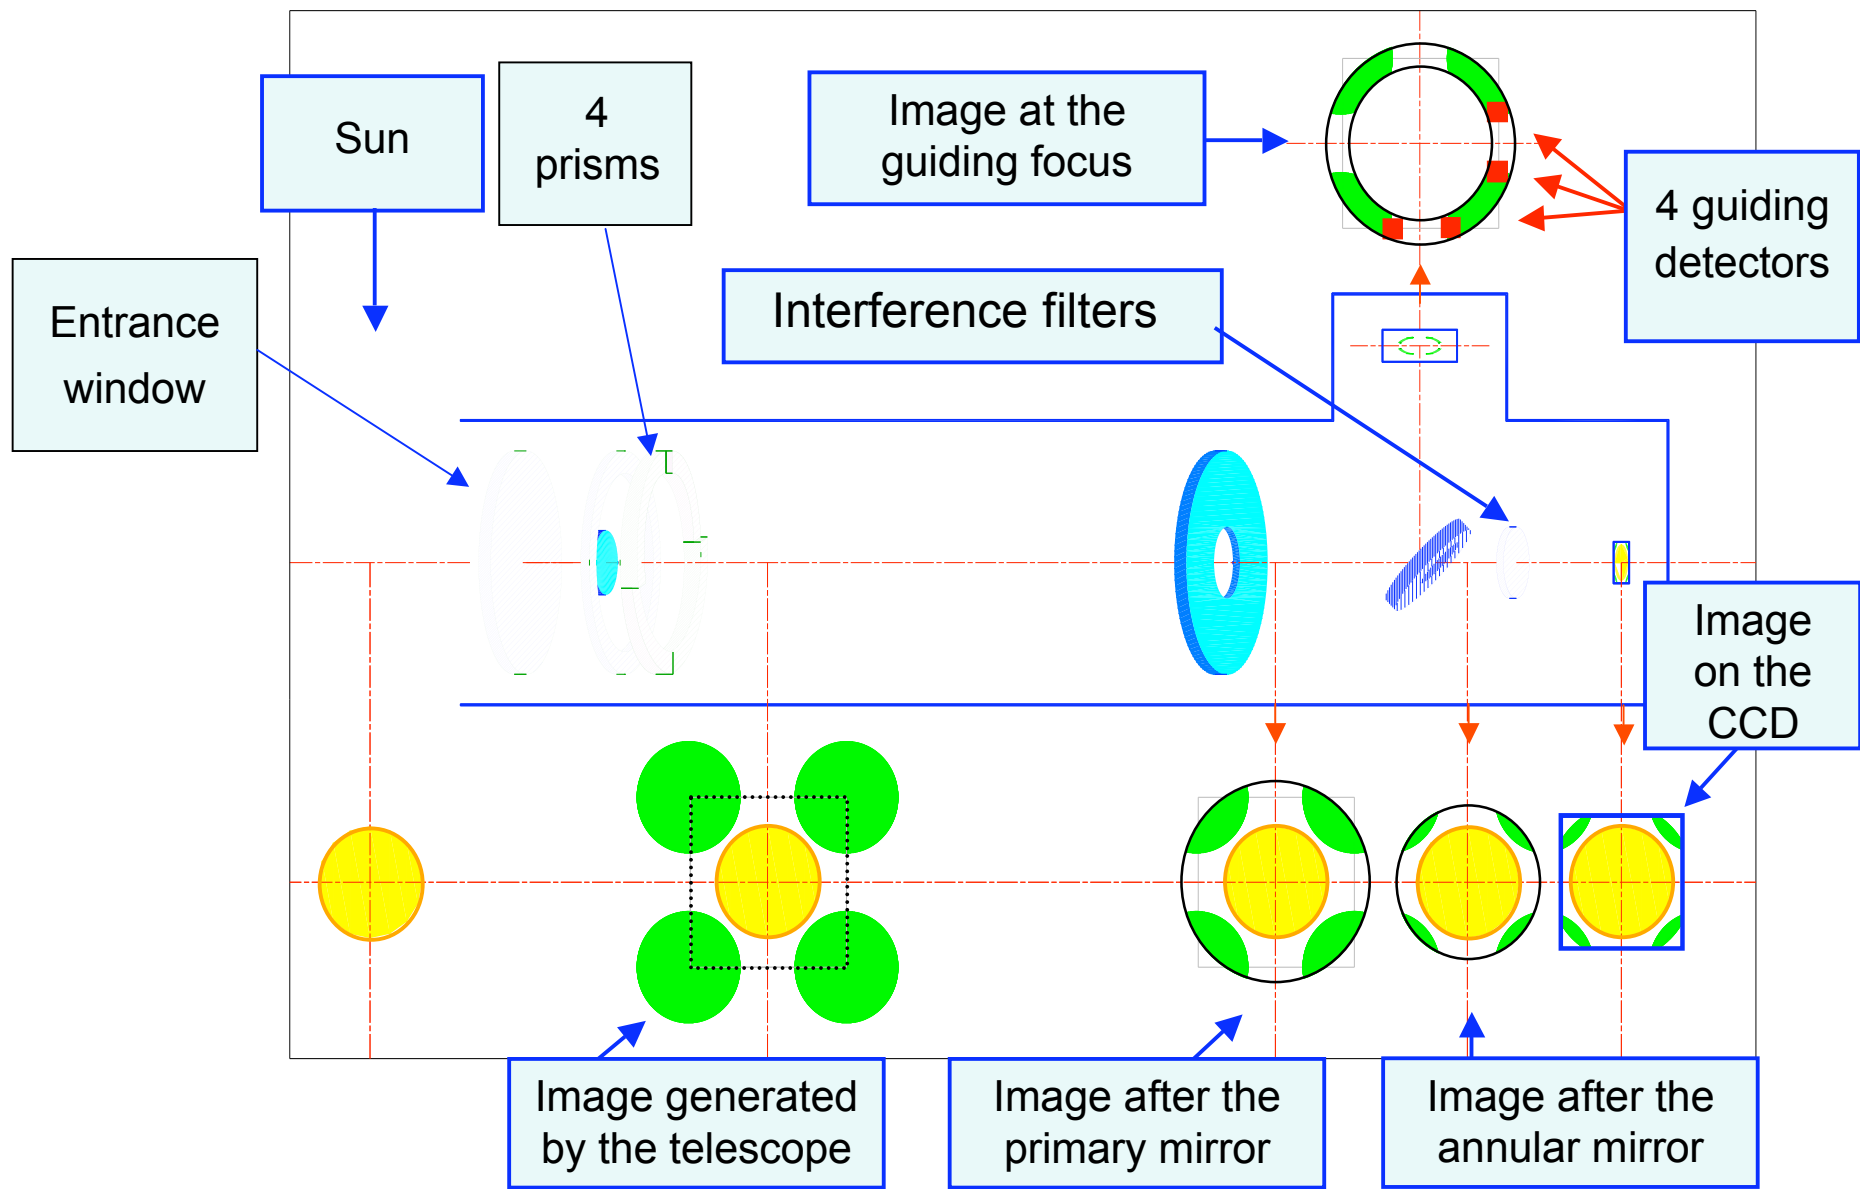 Sun
4
prisms
Image at the
guiding focus
4 guiding
detectors
Entrance
window
Interference filters
Image
on the
CCD
Image generated
by the telescope
Image after the
primary mirror
Image after the
annular mirror